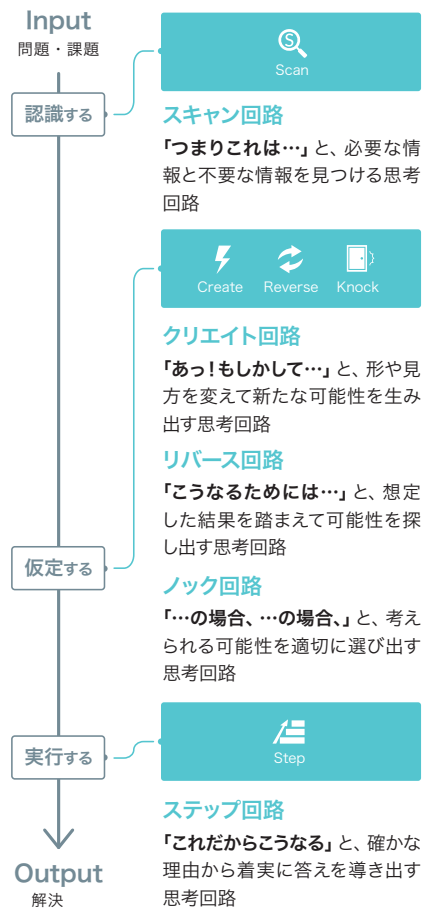 Input
問題・課題
認識する
Scan
スキャン回路
「つまりこれは…」と、必要な情
報と不要な情報を見つける思考
回路
Create Reverse Knock
クリエイト回路
「あっ！もしかして…」と、形や見
方を変えて新たな可能性を生み
出す思考回路
リバース回路
「こうなるためには…」と、想定
した結果を踏まえて可能性を探
し出す思考回路
仮定する
ノック回路
「…の場合、…の場合、」と、考え
られる可能性を適切に選び出す
思考回路
実行する
Step
ステップ回路
「これだからこうなる」と、確かな
理由から着実に答えを導き出す
思考回路
Output
解決